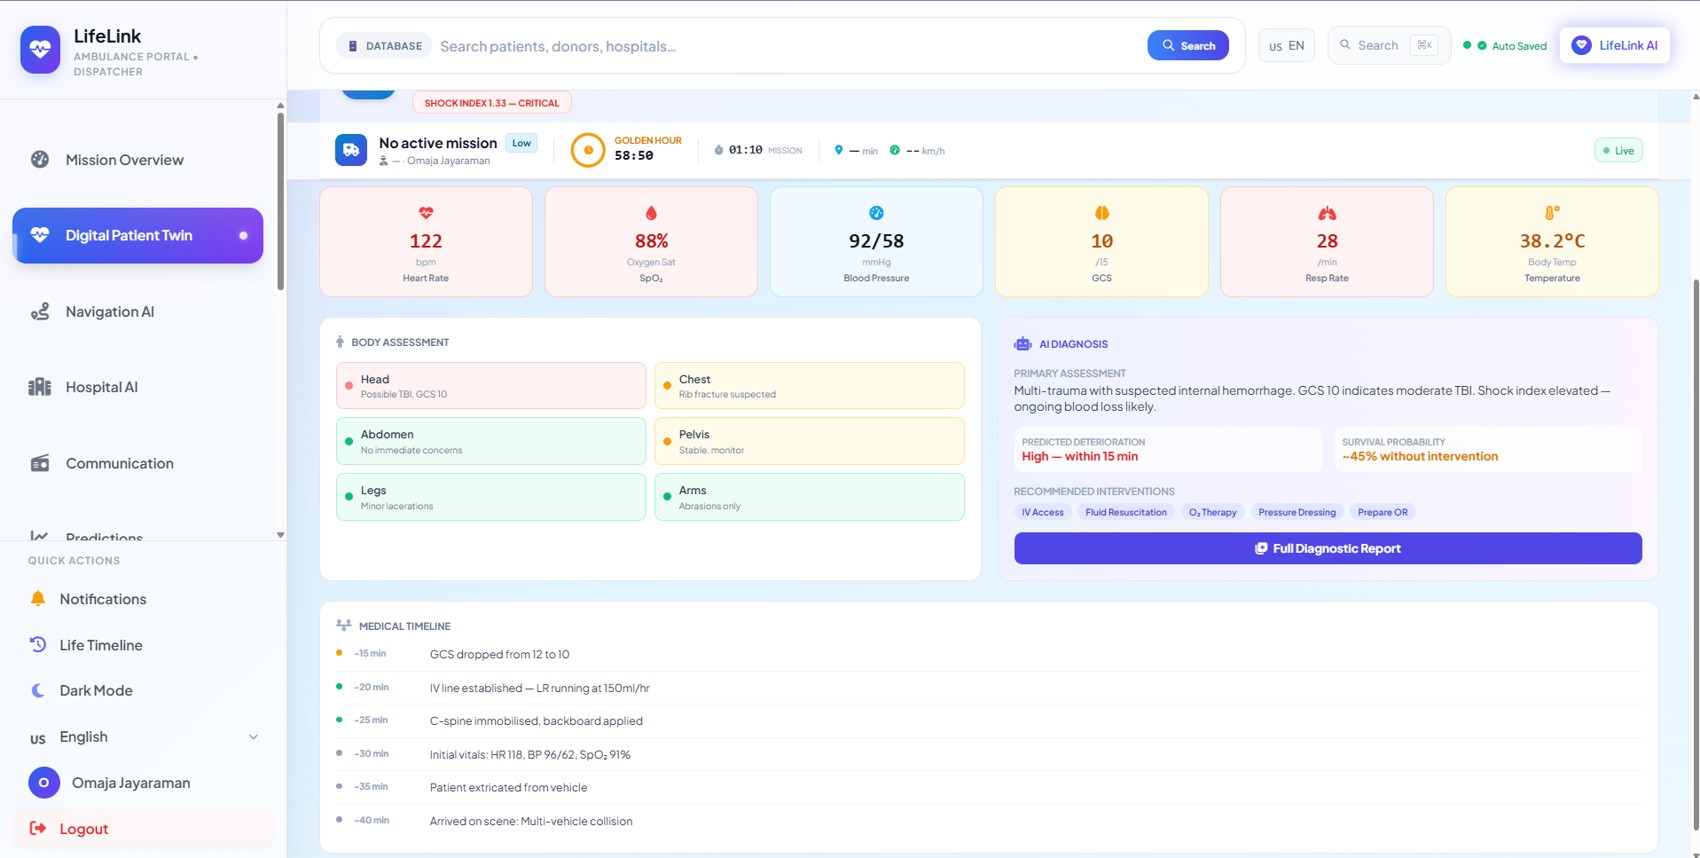 LifeLink
AMBULANCE PORTAL •
DISPATCHER
Mission Overview
Digital Patient Twin
Navigation AI
Hospital AI
Communication
Predictions
QUICK ACTIONS
Notifications
Life Timeline
Dark Mode
US English
O Omaja Jayaraman
Logout
DATABASE Search patients, donors, hospitals... Search
US EN
Search ⌘K
Auto Saved
LifeLink AI
SHOCK INDEX 1.33 — CRITICAL
No active mission Low
— · Omaja Jayaraman
GOLDEN HOUR
58:50
01:10 MISSION
— min -- km/h
Live
122
bpm
Heart Rate
88%
Oxygen Sat
SpO₂
92/58
mmHg
Blood Pressure
10
/15
GCS
28
/min
Resp Rate
38.2°C
Body Temp
Temperature
BODY ASSESSMENT
Head
Possible TBI, GCS 10
Chest
Rib fracture suspected
Abdomen
No immediate concerns
Pelvis
Stable, monitor
Legs
Minor lacerations
Arms
Abrasions only
AI DIAGNOSIS
PRIMARY ASSESSMENT
Multi-trauma with suspected internal hemorrhage. GCS 10 indicates moderate TBI. Shock index elevated —
ongoing blood loss likely.
PREDICTED DETERIORATION
High — within 15 min
SURVIVAL PROBABILITY
~45% without intervention
RECOMMENDED INTERVENTIONS
IV Access Fluid Resuscitation O₂ Therapy Pressure Dressing Prepare OR
Full Diagnostic Report
MEDICAL TIMELINE
-15 min GCS dropped from 12 to 10
-20 min IV line established — LR running at 150ml/hr
-25 min C-spine immobilised, backboard applied
-30 min Initial vitals: HR 118, BP 96/62, SpO₂ 91%
-35 min Patient extricated from vehicle
-40 min Arrived on scene: Multi-vehicle collision